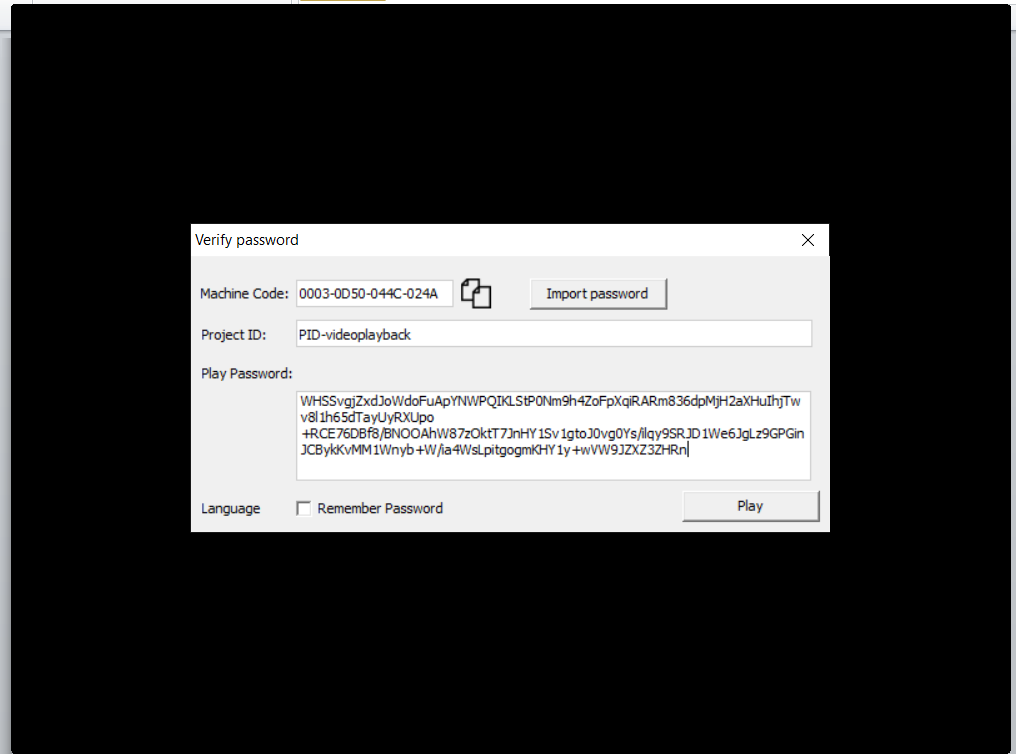 Verify password
Machine Code: 0003-0D50-044C-024A Import password
Project ID: PID-videoplayback
Play Password:
WHSSvgjZxdJoWdoFuApYNWPQIKLStP0Nm9h4ZoFpXqiRARm836dpMjH2aXHuIhjTw
v8l1h65dTayUyRXUpo
+RCE76DBf8/BNOOAhW87zOktT7JnHY1Sv1gtoJ0vg0Ys/ilqy9SRJD1We6JgLz9GPGin
JCBykKvMM1Wnyb+W/ia4WsLpitgogmKHY1y+wVW9JZXZ3ZHRn
Language Remember Password Play